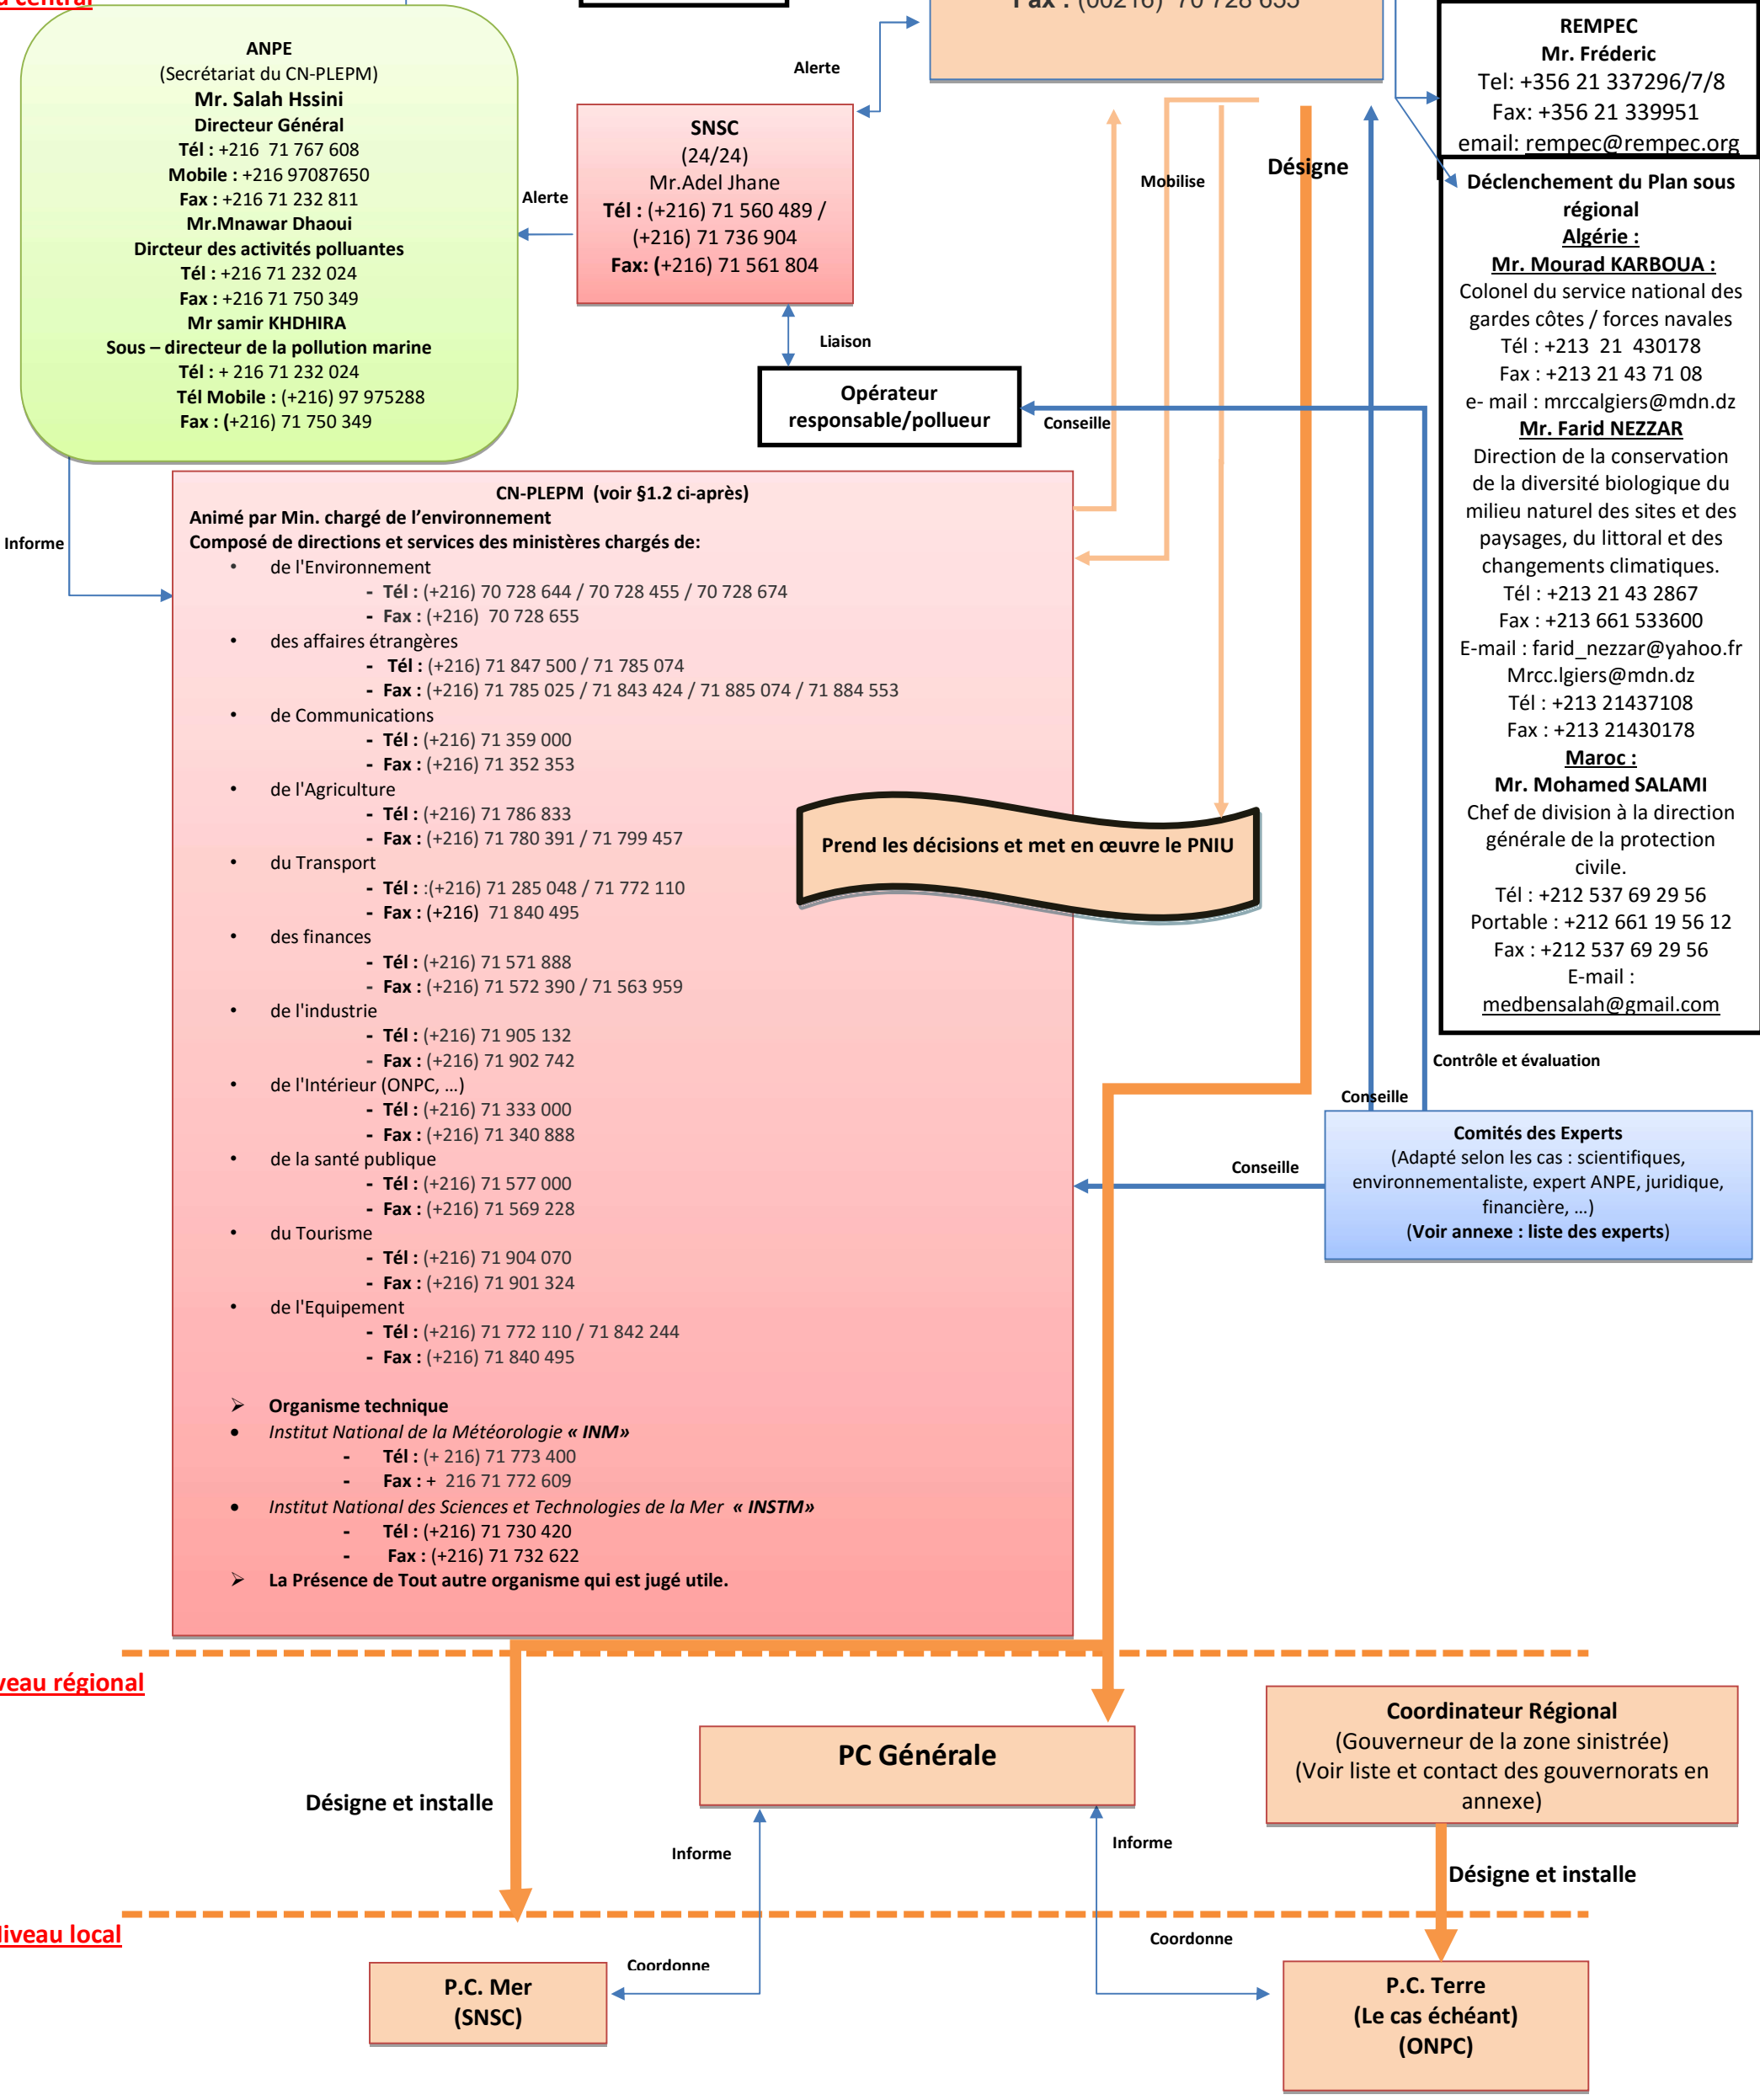 Fax : (00216) 70 728 655
ANPE
(Secrétariat du CN-PLEPM)
Mr. Salah Hssini
Directeur Général
Tél : +216 71 767 608
Mobile : +216 97087650
Fax : +216 71 232 811
Mr.Mnawar Dhaoui
Dircteur des activités polluantes
Tél : +216 71 232 024
Fax : +216 71 750 349
Mr samir KHDHIRA
Sous – directeur de la pollution marine
Tél : + 216 71 232 024
Tél Mobile : (+216) 97 975288
Fax : (+216) 71 750 349
Alerte
Alerte
SNSC
(24/24)
Mr.Adel Jhane
Tél : (+216) 71 560 489 /
(+216) 71 736 904
Fax: (+216) 71 561 804
Liaison
Opérateur
responsable/pollueur
Conseille
Mobilise
Désigne
REMPEC
Mr. Fréderic
Tel: +356 21 337296/7/8
Fax: +356 21 339951
email: rempec@rempec.org
Déclenchement du Plan sous
régional
Algérie :
Mr. Mourad KARBOUA :
Colonel du service national des
gardes côtes / forces navales
Tél : +213 21 430178
Fax : +213 21 43 71 08
e- mail : mrccalgiers@mdn.dz
Mr. Farid NEZZAR
Direction de la conservation
de la diversité biologique du
milieu naturel des sites et des
paysages, du littoral et des
changements climatiques.
Tél : +213 21 43 2867
Fax : +213 661 533600
E-mail : farid_nezzar@yahoo.fr
Mrcc.lgiers@mdn.dz
Tél : +213 21437108
Fax : +213 21430178
Maroc :
Mr. Mohamed SALAMI
Chef de division à la direction
générale de la protection
civile.
Tél : +212 537 69 29 56
Portable : +212 661 19 56 12
Fax : +212 537 69 29 56
E-mail :
medbensalah@gmail.com
Informe
CN-PLEPM (voir §1.2 ci-après)
Animé par Min. chargé de l’environnement
Composé de directions et services des ministères chargés de:
• de l'Environnement
- Tél : (+216) 70 728 644 / 70 728 455 / 70 728 674
- Fax : (+216) 70 728 655
• des affaires étrangères
- Tél : (+216) 71 847 500 / 71 785 074
- Fax : (+216) 71 785 025 / 71 843 424 / 71 885 074 / 71 884 553
• de Communications
- Tél : (+216) 71 359 000
- Fax : (+216) 71 352 353
• de l'Agriculture
- Tél : (+216) 71 786 833
- Fax : (+216) 71 780 391 / 71 799 457
• du Transport
- Tél : :(+216) 71 285 048 / 71 772 110
- Fax : (+216) 71 840 495
• des finances
- Tél : (+216) 71 571 888
- Fax : (+216) 71 572 390 / 71 563 959
• de l'industrie
- Tél : (+216) 71 905 132
- Fax : (+216) 71 902 742
• de l'Intérieur (ONPC, …)
- Tél : (+216) 71 333 000
- Fax : (+216) 71 340 888
• de la santé publique
- Tél : (+216) 71 577 000
- Fax : (+216) 71 569 228
• du Tourisme
- Tél : (+216) 71 904 070
- Fax : (+216) 71 901 324
• de l'Equipement
- Tél : (+216) 71 772 110 / 71 842 244
- Fax : (+216) 71 840 495
➢ Organisme technique
• Institut National de la Météorologie « INM»
- Tél : (+ 216) 71 773 400
- Fax : + 216 71 772 609
• Institut National des Sciences et Technologies de la Mer « INSTM»
- Tél : (+216) 71 730 420
- Fax : (+216) 71 732 622
➢ La Présence de Tout autre organisme qui est jugé utile.
Prend les décisions et met en œuvre le PNIU
Contrôle et évaluation
Conseille
Conseille
Comités des Experts
(Adapté selon les cas : scientifiques,
environnementaliste, expert ANPE, juridique,
financière, …)
(Voir annexe : liste des experts)
veau régional
PC Générale
Coordinateur Régional
(Gouverneur de la zone sinistrée)
(Voir liste et contact des gouvernorats en
annexe)
Désigne et installe
Informe
Informe
Désigne et installe
iveau local
Coordonne
Coordonne
P.C. Mer
(SNSC)
P.C. Terre
(Le cas échéant)
(ONPC)